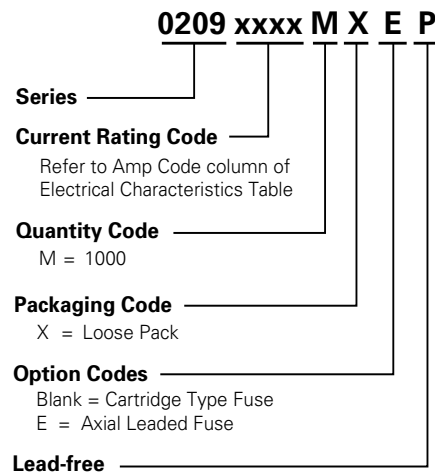 0209 xxxx M X E P
Series
Current Rating Code
Refer to Amp Code column of
Electrical Characteristics Table
Quantity Code
M = 1000
Packaging Code
X = Loose Pack
Option Codes
Blank = Cartridge Type Fuse
E = Axial Leaded Fuse
Lead-free